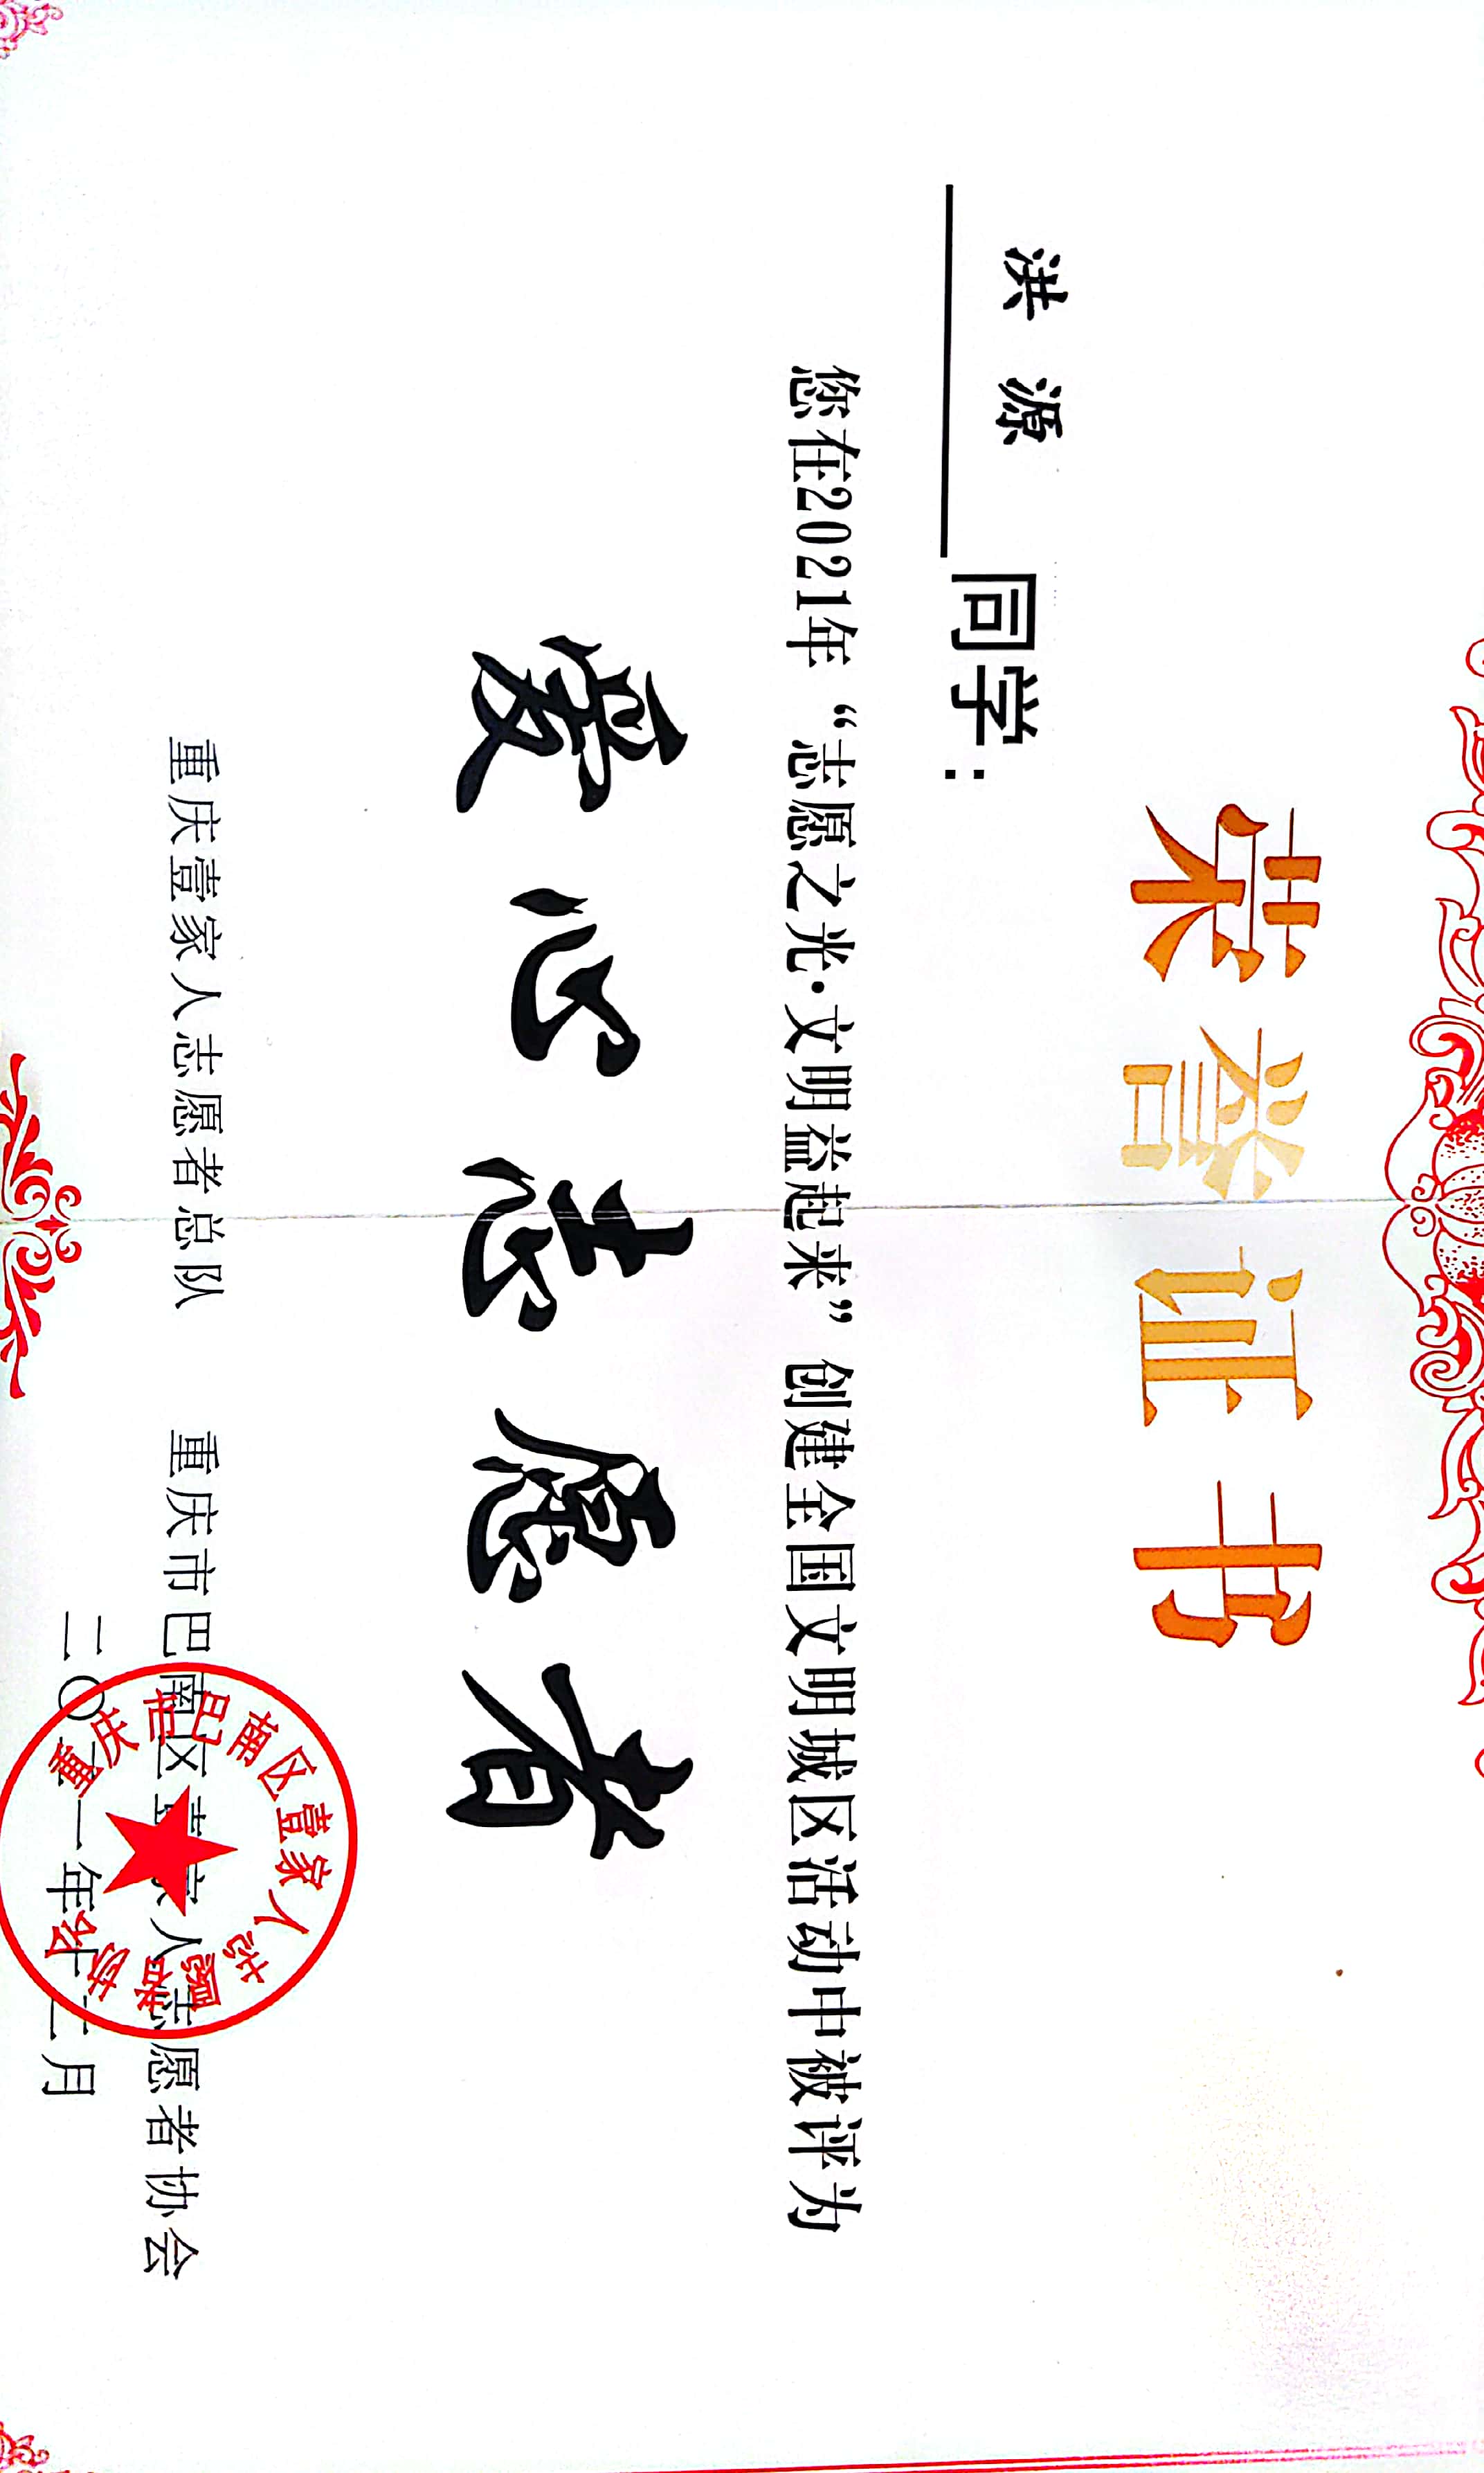 荣誉证书
洪源同学:
您在2021年“志愿之光·文明益起来”创建全国文明城区活动中被评为
爱心志愿者
重庆壹家人志愿者总队 重庆市巴南区壹家人志愿者协会
二〇二一年十二月
重庆市巴南区壹家人志愿者协会